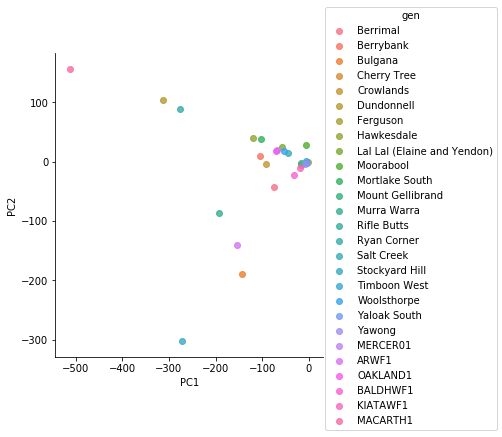 gen
Berrimal
Berrybank
Bulgana
Cherry Tree
Crowlands
Dundonnell
Ferguson
Hawkesdale
Lal Lal (Elaine and Yendon)
Moorabool
Mortlake South
Mount Gellibrand
Murra Warra
Rifle Butts
Ryan Corner
Salt Creek
Stockyard Hill
Timboon West
Woolsthorpe
Yaloak South
Yawong
MERCER01
ARWF1
OAKLAND1
BALDHWF1
KIATAWF1
MACARTH1
100
0
−100
−200
−300
PC2
−500
−400
−300
−200
−100
0
PC1